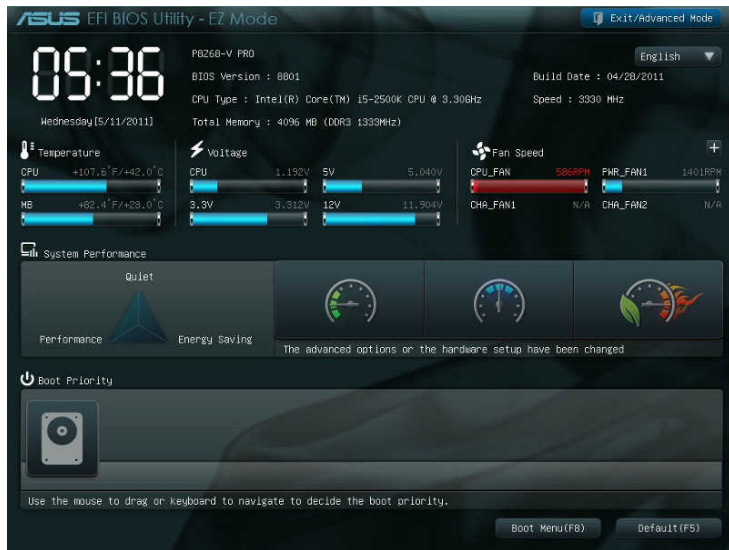 ASUS EFI BIOS Utility - EZ Mode
Exit/Advanced Mode
05:36
Wednesday[5/11/2011]
P8Z68-V PRO
English
BIOS Version : 8801
Build Date : 04/28/2011
CPU Type : Intel(R) Core(TM) i5-2500K CPU @ 3.30GHz
Speed : 3330 MHz
Total Memory : 4096 MB (DDR3 1333MHz)
Temperature
CPU +107.6°F/+42.0°C
MB +82.4°F/+28.0°C
Voltage
CPU 1.192V 5V 5.040V
3.3V 3.312V 12V 11.904V
Fan Speed
CPU_FAN 586RPM PWR_FAN1 1401RPM
CHA_FAN1 N/A CHA_FAN2 N/A
System Performance
Quiet
Performance
Energy Saving
The advanced options or the hardware setup have been changed
Boot Priority
Use the mouse to drag or keyboard to navigate to decide the boot priority.
Boot Menu(F8)
Default(F5)